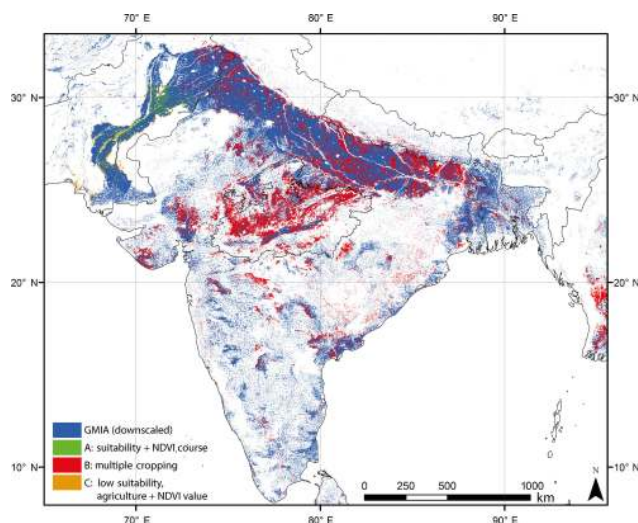 70° E 80° E 90° E
30° N 30° N
20° N 20° N
10° N 10° N
GMIA (downscaled)
A: suitability + NDVI course
B: multiple cropping
C: low suitability,
agriculture + NDVI value
0 250 500 1000
km
N
70° E 80° E 90° E